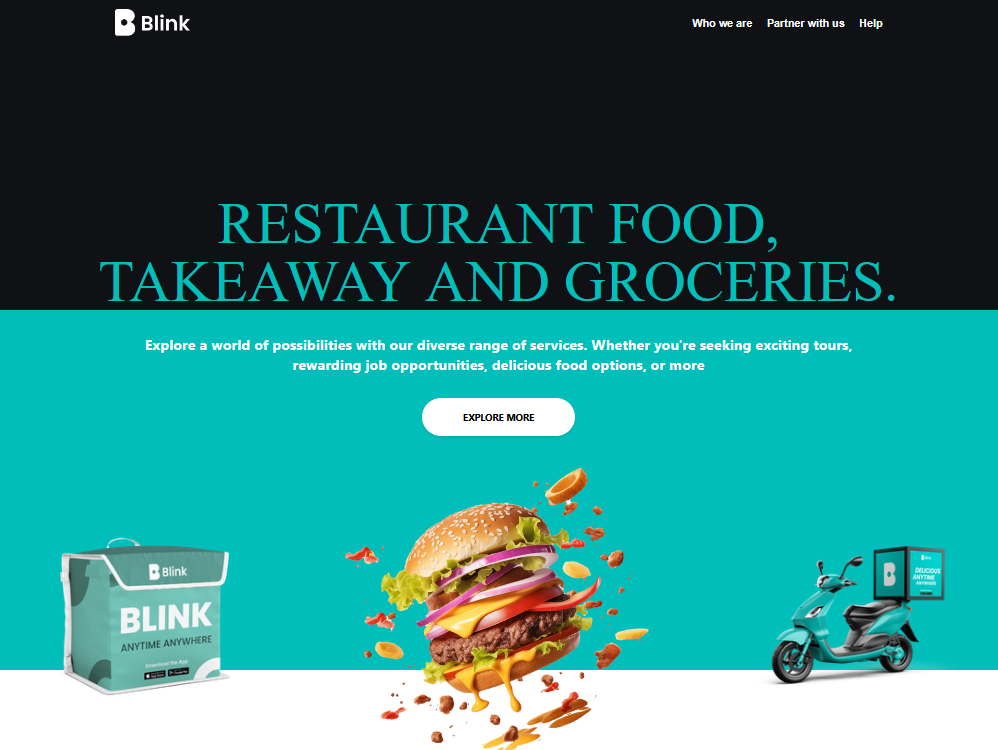 Blink
Who we are Partner with us Help
RESTAURANT FOOD,
TAKEAWAY AND GROCERIES.
Explore a world of possibilities with our diverse range of services. Whether you're seeking exciting tours,
rewarding job opportunities, delicious food options, or more
EXPLORE MORE
Blink
BLINK
ANYTIME ANYWHERE
Download the App
DELICIOUS
ANYTIME
ANYWHERE